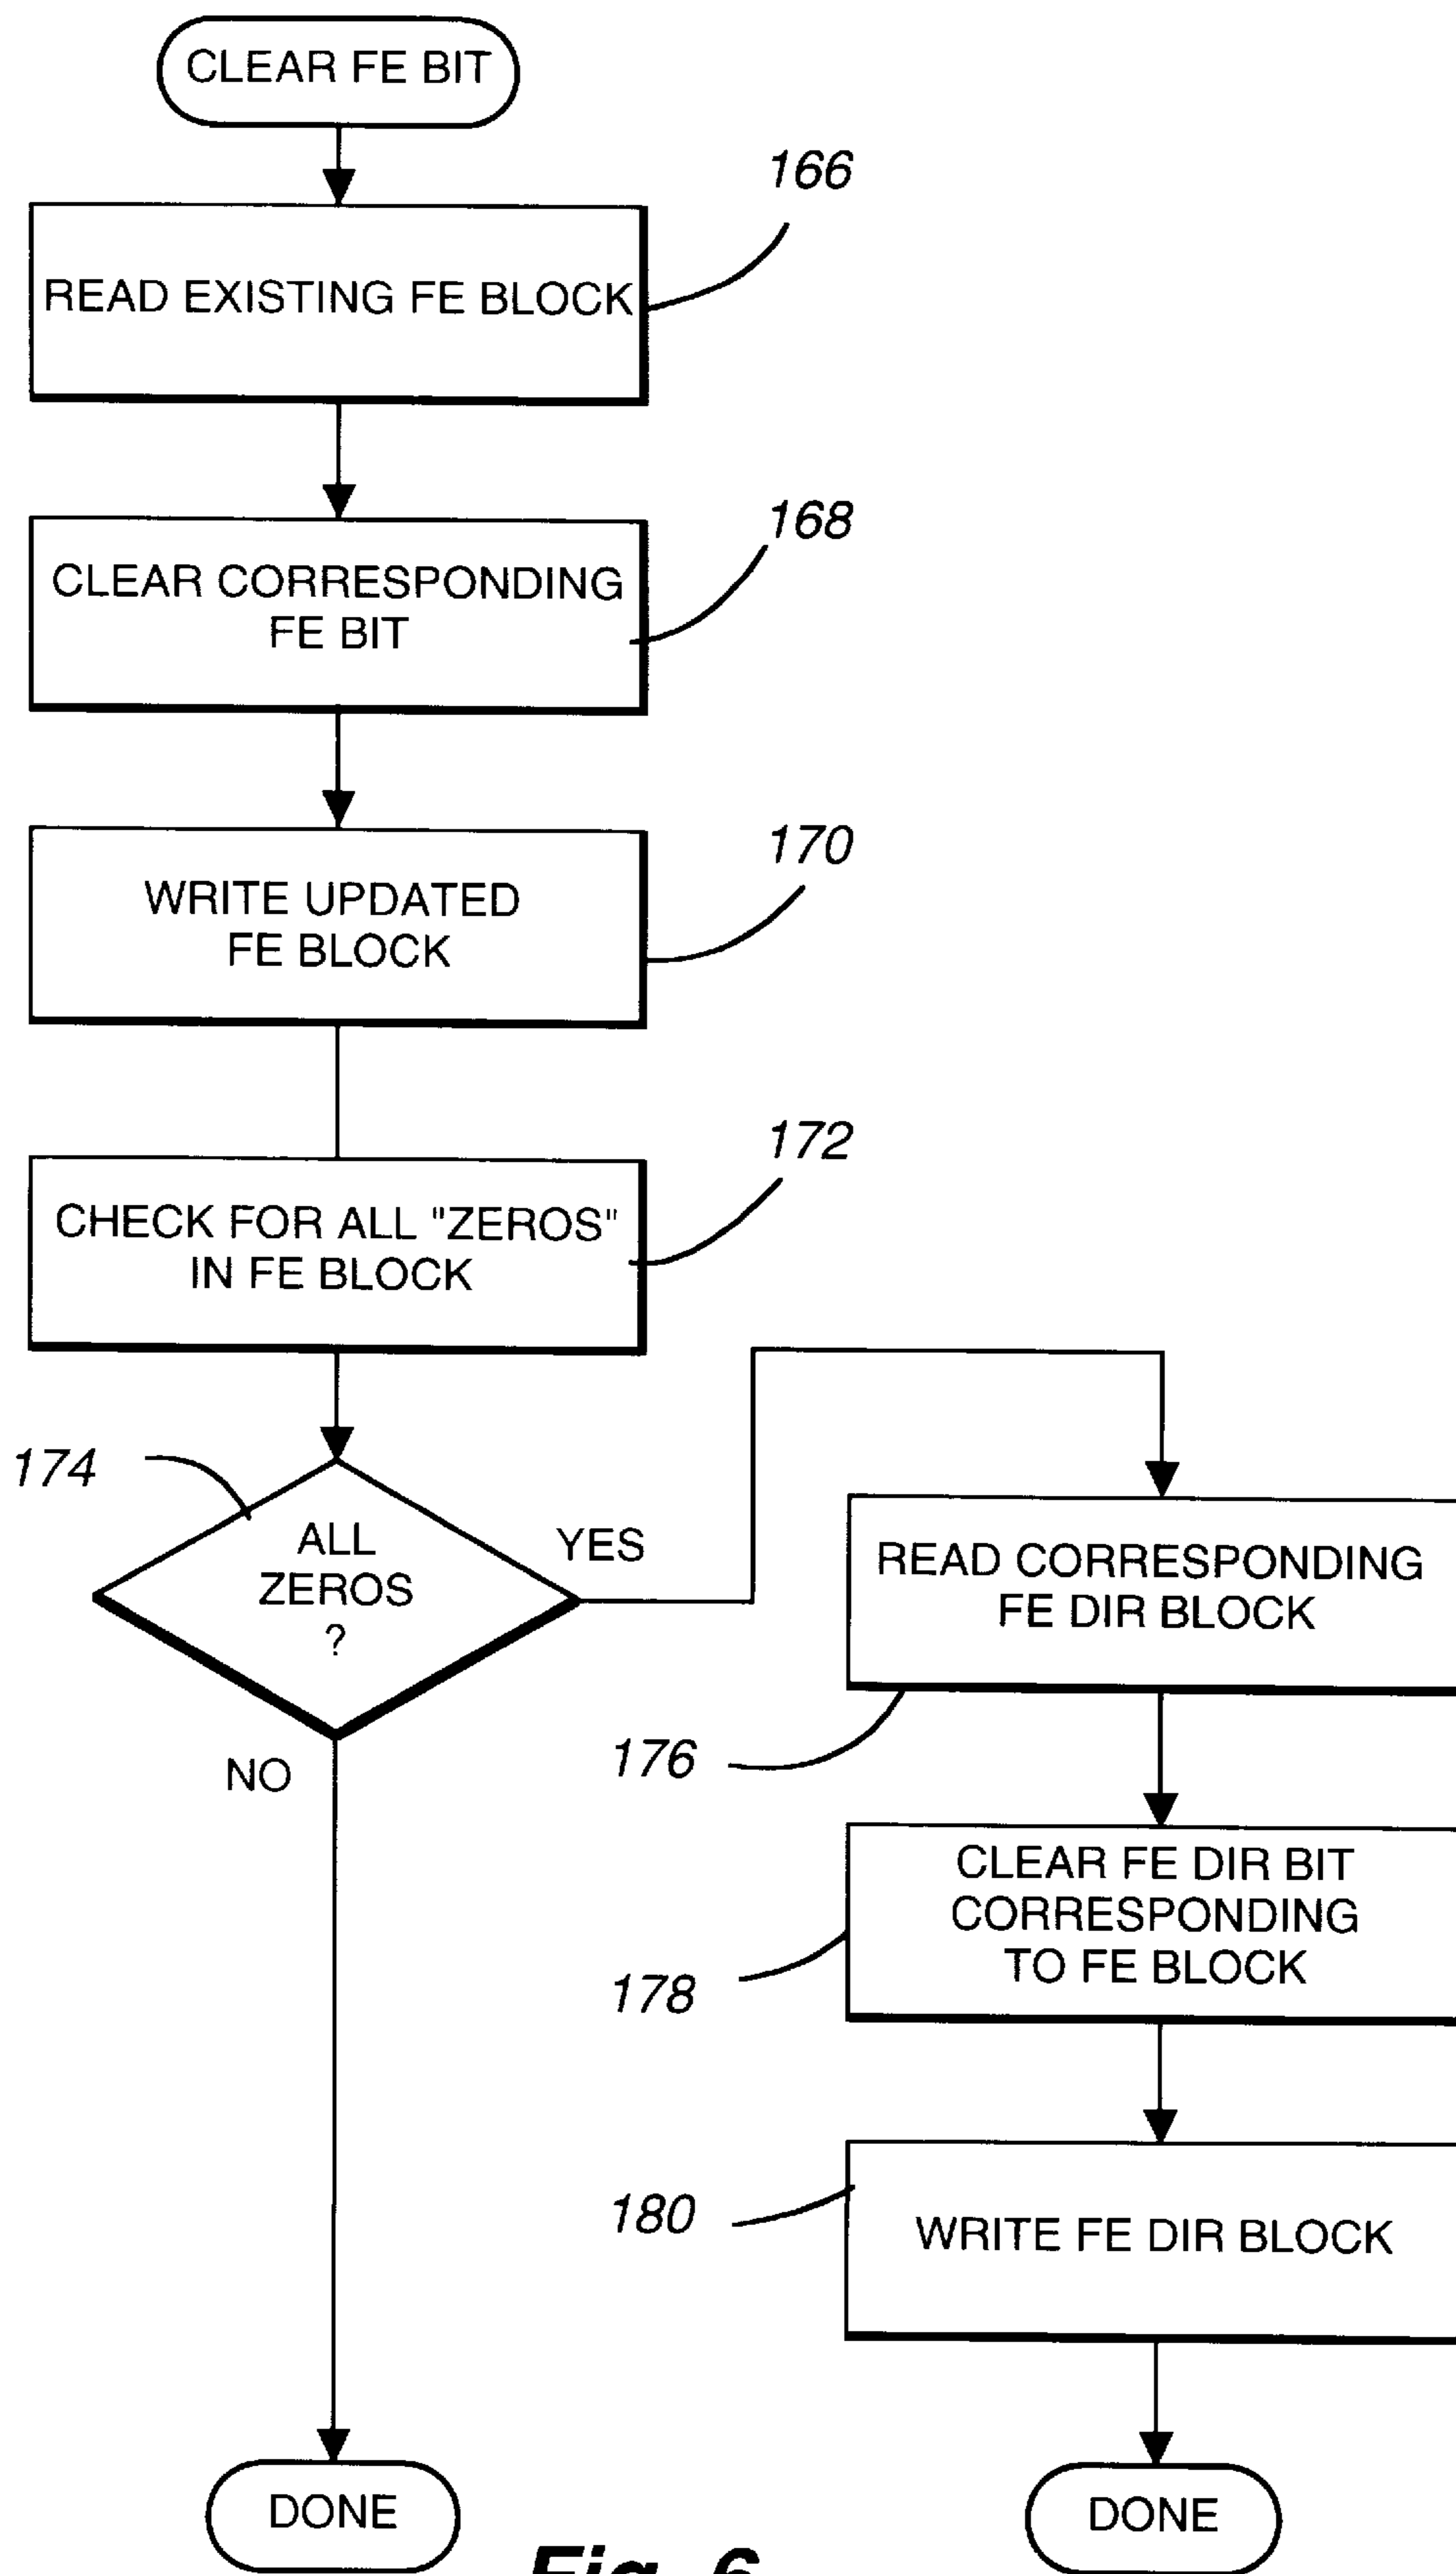 CLEAR FE BIT
166
READ EXISTING FE BLOCK
168
CLEAR CORRESPONDING
FE BIT
170
WRITE UPDATED
FE BLOCK
172
CHECK FOR ALL "ZEROS"
IN FE BLOCK
174
ALL
ZEROS
?
YES
NO
READ CORRESPONDING
FE DIR BLOCK
176
CLEAR FE DIR BIT
CORRESPONDING
TO FE BLOCK
178
180
WRITE FE DIR BLOCK
DONE
DONE
Fig. 6